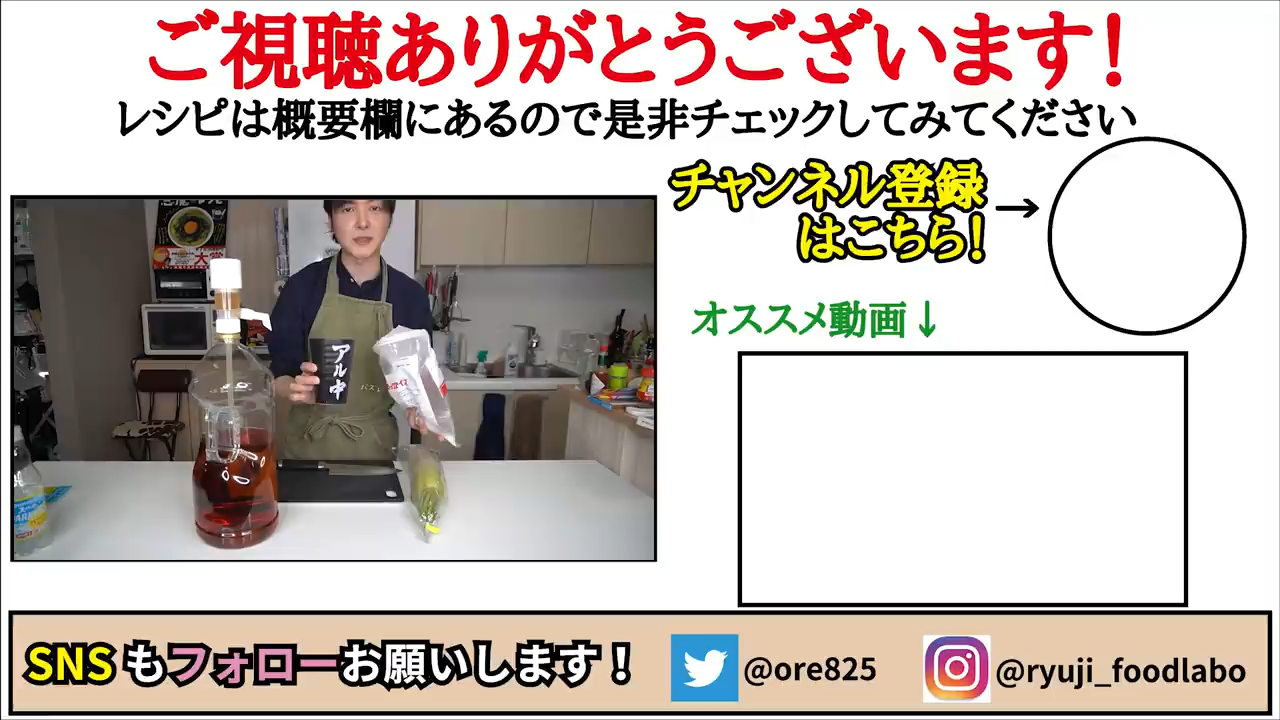 ご視聴ありがとうございます!
レシピは概要欄にあるので是非チェックしてみてください
チャンネル登録
はこちら!
→
オススメ動画↓
大賞
アル中
SNSもフォローお願いします!
@ore825
@ryuji_foodlabo